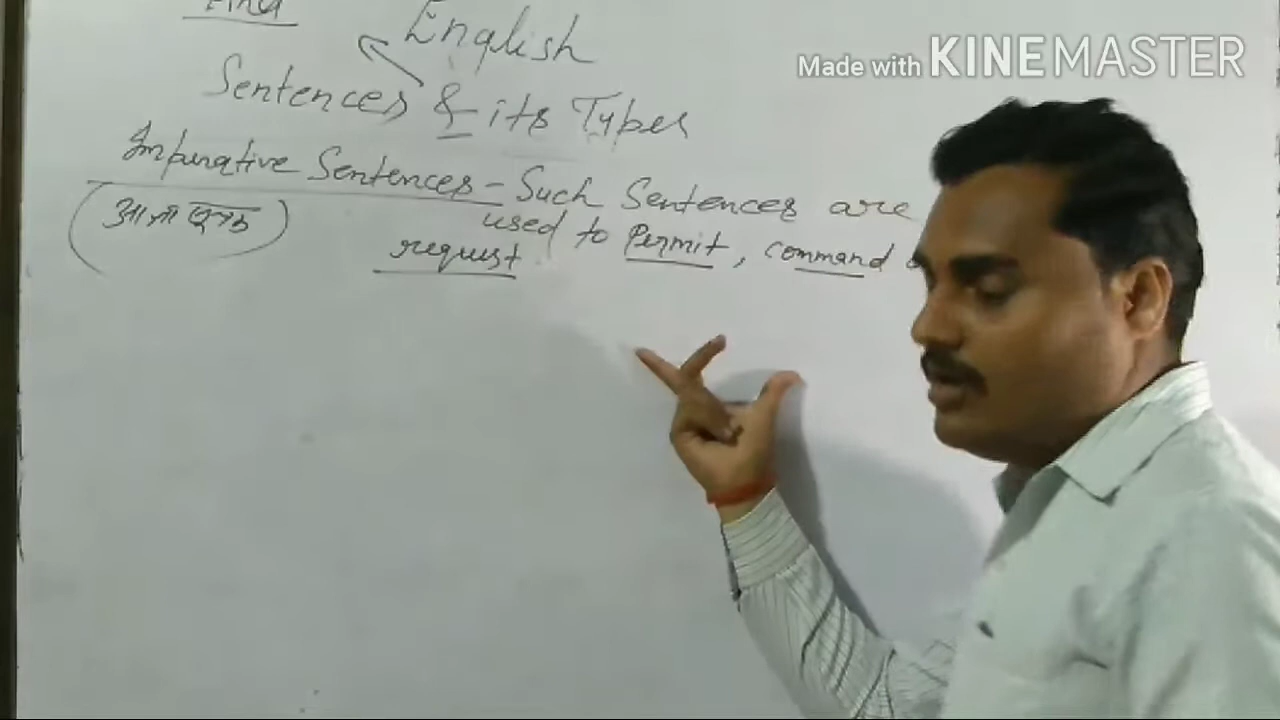 English
Made with KINEMASTER
Sentences & its Types
Imperative Sentences - Such Sentences are
(आज्ञा सूचक)
used to Permit, command
request